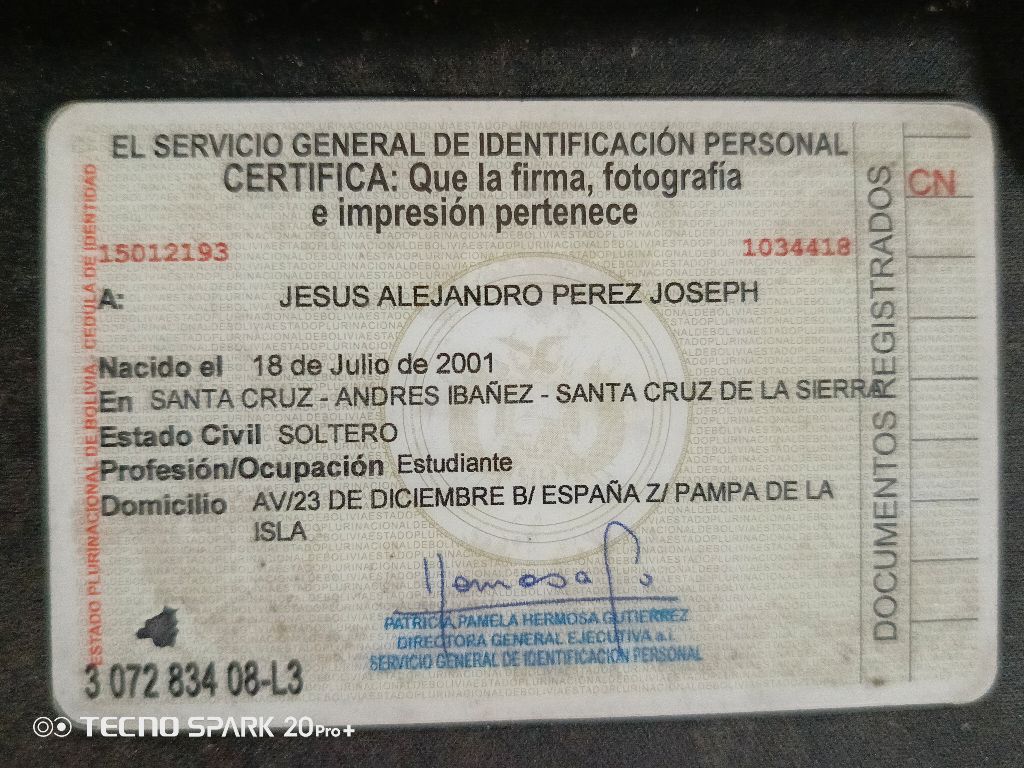 EL SERVICIO GENERAL DE IDENTIFICACIÓN PERSONAL
CERTIFICA: Que la firma, fotografía
e impresión pertenece
15012193
1034418
A: JESUS ALEJANDRO PEREZ JOSEPH
Nacido el 18 de Julio de 2001
En SANTA CRUZ - ANDRES IBAÑEZ - SANTA CRUZ DE LA SIERRA
Estado Civil SOLTERO
Profesión/Ocupación Estudiante
Domicilio AV/23 DE DICIEMBRE B/ ESPAÑA Z/ PAMPA DE LA
ISLA
PATRICIA PAMELA HERMOSA GUTIERREZ
DIRECTORA GENERAL EJECUTIVA a.i.
SERVICIO GENERAL DE IDENTIFICACIÓN PERSONAL
3 072 834 08-L3
ESTADO PLURINACIONAL DE BOLIVIA - CEDULA DE IDENTIDAD
DOCUMENTOS REGISTRADOS
CN
TECNO SPARK 20Pro+